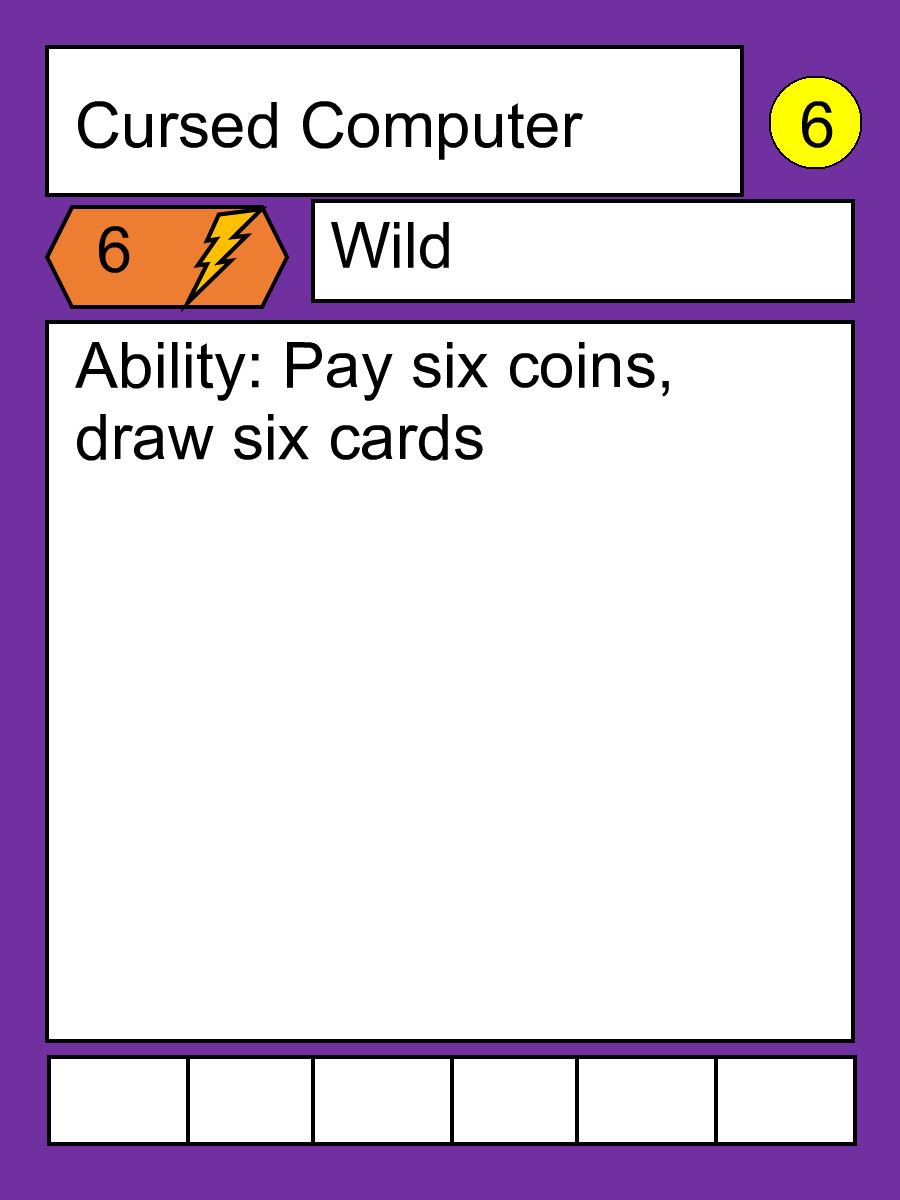 Cursed Computer
6
6
Wild
Ability: Pay six coins,
draw six cards